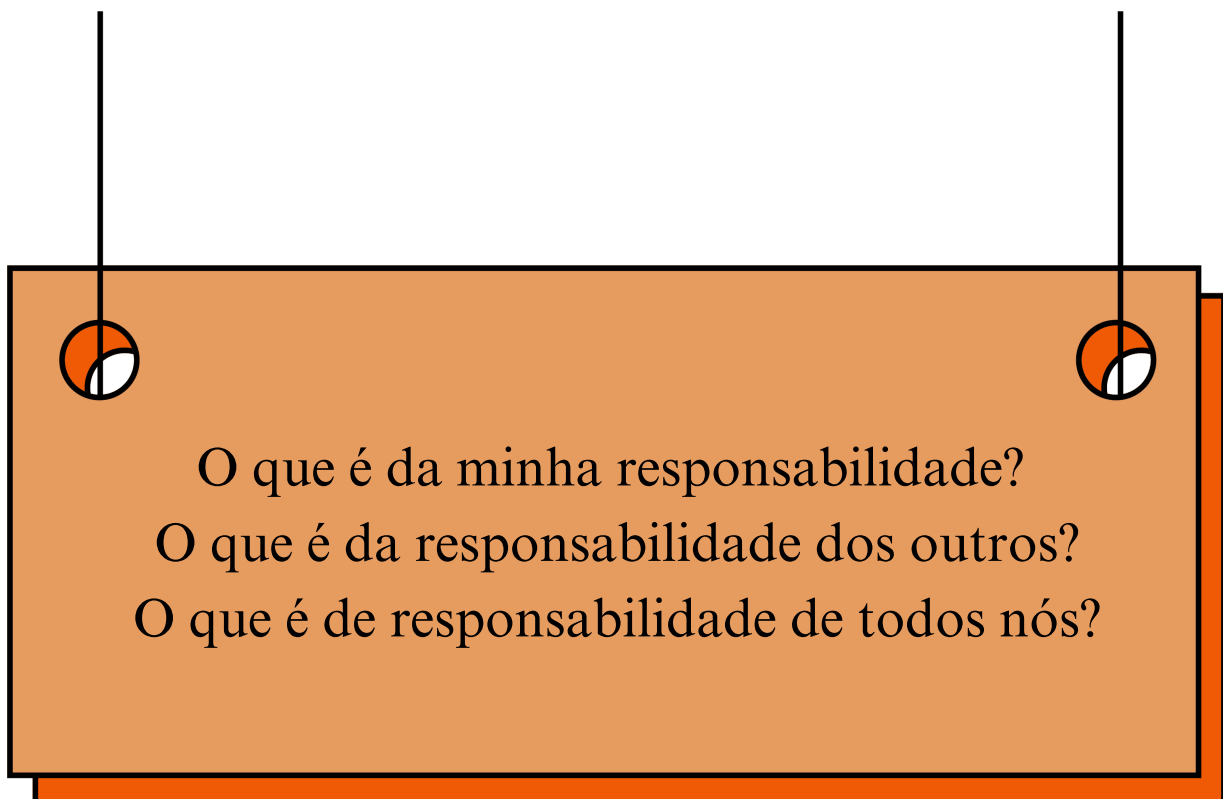 O que é da minha responsabilidade?
O que é da responsabilidade dos outros?
O que é de responsabilidade de todos nós?